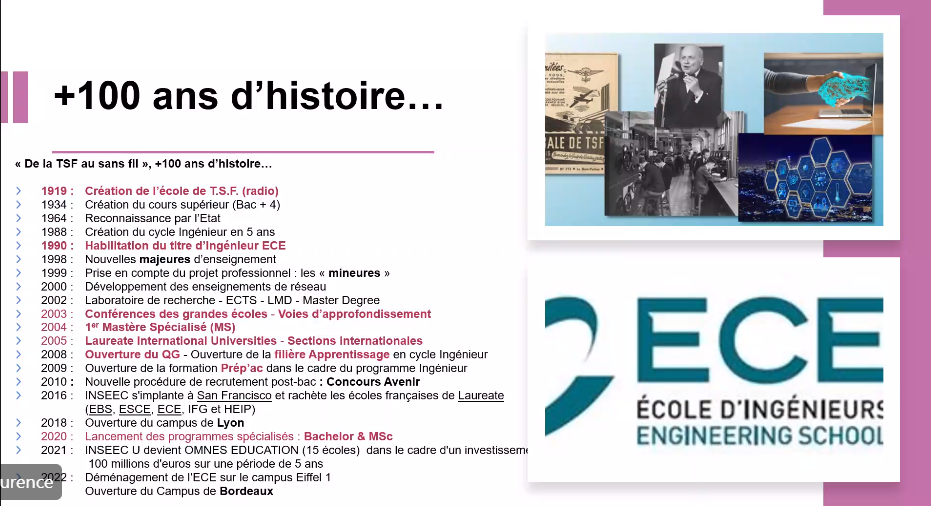 +100 ans d'histoire…
« De la TSF au sans fil », +100 ans d'histoire…
1919 : Création de l'école de T.S.F. (radio)
1934 : Création du cours supérieur (Bac + 4)
1964 : Reconnaissance par l'Etat
1988 : Création du cycle Ingénieur en 5 ans
1990 : Habilitation du titre d'Ingénieur ECE
1998 : Nouvelles majeures d'enseignement
1999 : Prise en compte du projet professionnel : les « mineures »
2000 : Développement des enseignements de réseau
2002 : Laboratoire de recherche - ECTS - LMD - Master Degree
2003 : Conférences des grandes écoles - Voies d'approfondissement
2004 : 1er Mastère Spécialisé (MS)
2005 : Laureate International Universities - Sections Internationales
2008 : Ouverture du QG - Ouverture de la filière Apprentissage en cycle Ingénieur
2009 : Ouverture de la formation Prép'ac dans le cadre du programme Ingénieur
2010 : Nouvelle procédure de recrutement post-bac : Concours Avenir
2016 : INSEEC s'implante à San Francisco et rachète les écoles françaises de Laureate
(EBS, ESCE, ECE, IFG et HEIP)
2018 : Ouverture du campus de Lyon
2020 : Lancement des programmes spécialisés : Bachelor & MSc
2021 : INSEEC U devient OMNES EDUCATION (15 écoles) dans le cadre d'un investisseme
100 millions d'euros sur une période de 5 ans
2022 : Déménagement de l'ECE sur le campus Eiffel 1
Ouverture du Campus de Bordeaux
urence
ALE DE TSF
ECE
ÉCOLE D'INGÉNIEURS
ENGINEERING SCHOOL